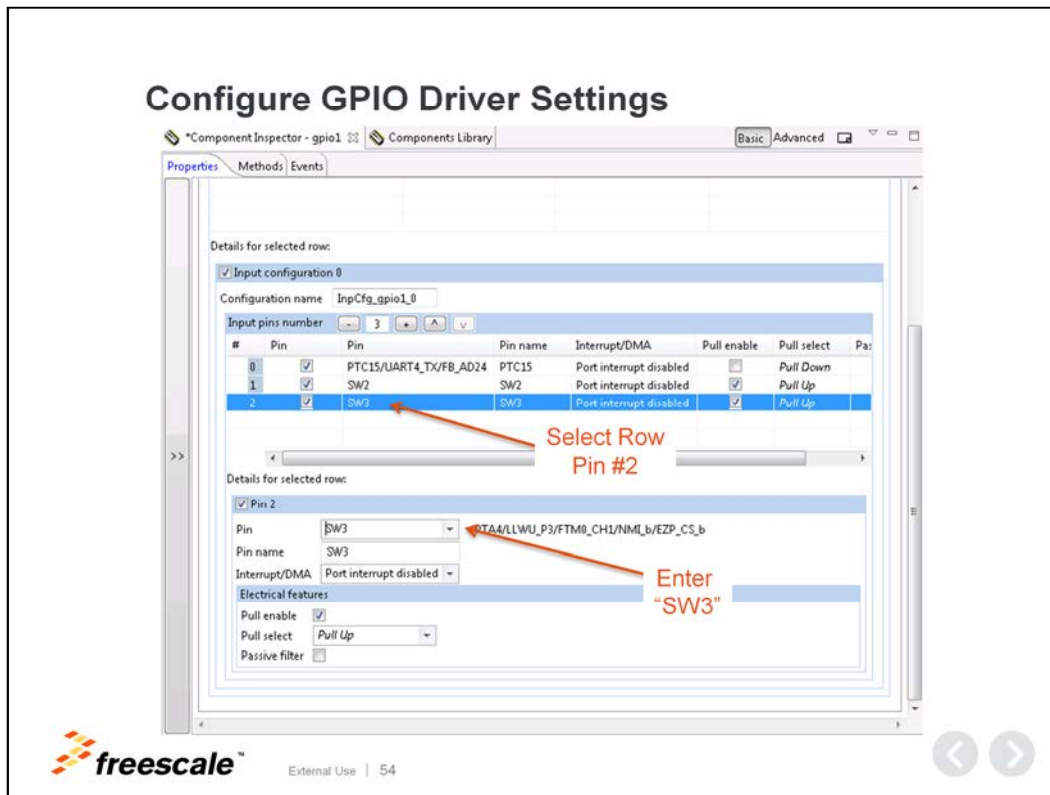 Configure GPIO Driver Settings
*Component Inspector - gpio1 Components Library Basic Advanced
Properties Methods Events
Details for selected row:
Input configuration 0
Configuration name InpCfg_gpio1_0
Input pins number - 3 + ^ v
# Pin Pin Pin name Interrupt/DMA Pull enable Pull select Pas
0 PTC15/UART4_TX/FB_AD24 PTC15 Port interrupt disabled Pull Down
1 SW2 SW2 Port interrupt disabled Pull Up
2 SW3 SW3 Port interrupt disabled Pull Up
Select Row
Pin #2
>>
Details for selected row:
Pin 2
Pin SW3 PTA4/LLWU_P3/FTM0_CH1/NMI_b/EZP_CS_b
Pin name SW3
Interrupt/DMA Port interrupt disabled
Enter
"SW3"
Electrical features
Pull enable
Pull select Pull Up
Passive filter
freescale™
External Use | 54